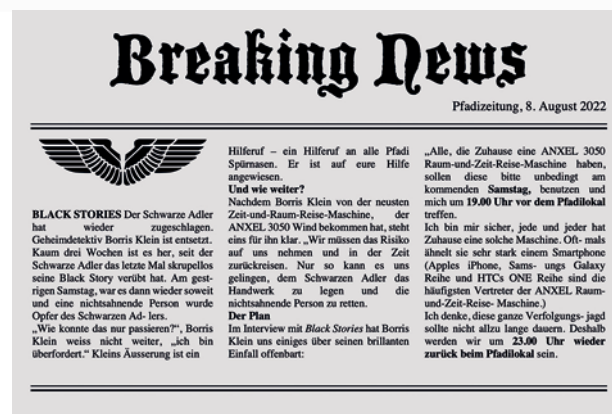 Breaking News
Pfadizeitung, 8. August 2022
BLACK STORIES Der Schwarze Adler
hat wieder zugeschlagen.
Geheimdetektiv Borris Klein ist entsetzt.
Kaum drei Wochen ist es her, seit der
Schwarze Adler das letzte Mal skrupellos
seine Black Story verübt hat. Am gest-
rigen Samstag, war es dann wieder soweit
und eine nichtsahnende Person wurde
Opfer des Schwarzen Ad- lers.
„Wie konnte das nur passieren?“, Borris
Klein weiss nicht weiter, „ich bin
überfordert.“ Kleins Äusserung ist ein
Hilferuf – ein Hilferuf an alle Pfadi
Spürnasen. Er ist auf eure Hilfe
angewiesen.
Und wie weiter?
Nachdem Borris Klein von der neusten
Zeit-und-Raum-Reise-Maschine, der
ANXEL 3050 Wind bekommen hat, steht
eins für ihn klar. „Wir müssen das Risiko
auf uns nehmen und in der Zeit
zurückreisen. Nur so kann es uns
gelingen, dem Schwarzen Adler das
Handwerk zu legen und die
nichtsahnende Person zu retten.
Der Plan
Im Interview mit Black Stories hat Borris
Klein uns einiges über seinen brillanten
Einfall offenbart:
„Alle, die Zuhause eine ANXEL 3050
Raum-und-Zeit-Reise-Maschine haben,
sollen diese bitte unbedingt am
kommenden Samstag, benutzen und
mich um 19.00 Uhr vor dem Pfadilokal
treffen.
Ich bin mir sicher, jede und jeder hat
Zuhause eine solche Maschine. Oft- mals
ähnelt sie sehr stark einem Smartphone
(Apples iPhone, Sams- ungs Galaxy
Reihe und HTCs ONE Reihe sind die
häufigsten Vertreter der ANXEL Raum-
und-Zeit-Reise- Maschine.)
Ich denke, diese ganze Verfolgungs- jagd
sollte nicht allzu lange dauern. Deshalb
werden wir um 23.00 Uhr wieder
zurück beim Pfadilokal sein.